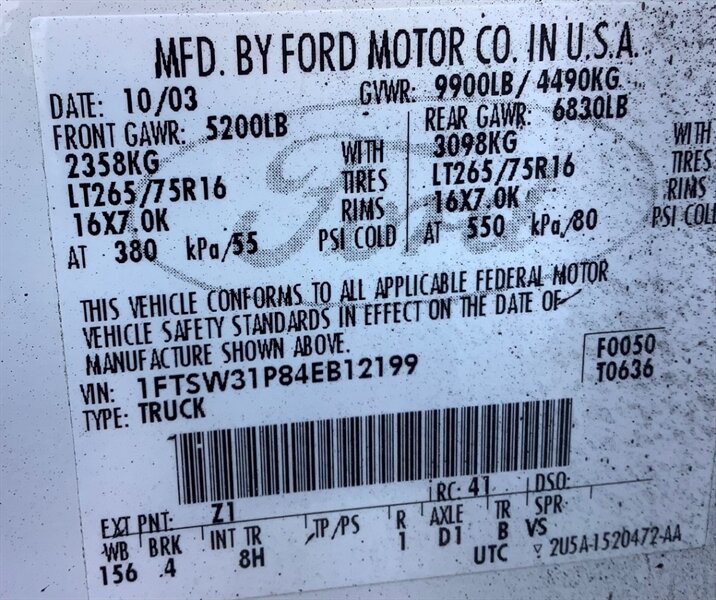 MFD. BY FORD MOTOR CO. IN U.S.A.
DATE: 10/03 GVWR: 9900LB/ 4490KG
FRONT GAWR: 5200LB REAR GAWR: 6830LB
2358KG WITH 3098KG WITH
LT265/75R16 TIRES LT265/75R16 TIRES
16X7.0K RIMS 16X7.0K RIMS
AT 380 kPa/55 PSI COLD AT 550 kPa/80 PSI COL
Ford
THIS VEHICLE CONFORMS TO ALL APPLICABLE FEDERAL MOTOR
VEHICLE SAFETY STANDARDS IN EFFECT ON THE DATE OF
MANUFACTURE SHOWN ABOVE.
VIN: 1FTSW31P84EB12199 F0050
TYPE: TRUCK T0636
EXT PNT: Z1 RC: 41 DSO:
WB BRK INT TR TP/PS R AXLE TR SPR
156 4 8H 1 D1 B VS
UTC 2U5A-1520472-AA